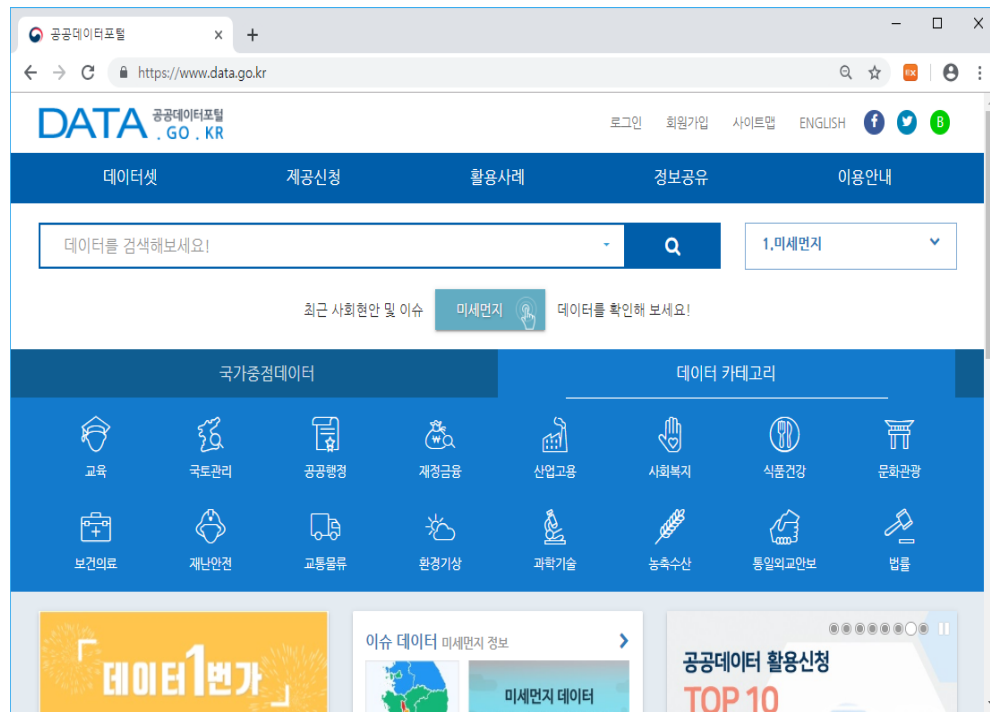 공공데이터포털
https://www.data.go.kr
DATA 공공데이터포털
. GO . KR
로그인 회원가입 사이트맵 ENGLISH f B
데이터셋 제공신청 활용사례 정보공유 이용안내
데이터를 검색해보세요!
1.미세먼지
최근 사회현안 및 이슈 미세먼지 데이터를 확인해 보세요!
국가중점데이터 데이터 카테고리
교육 국토관리 공공행정 재정금융 산업고용 사회복지 식품건강 문화관광
보건의료 재난안전 교통물류 환경기상 과학기술 농축수산 통일외교안보 법률
「데이터1번가」
이슈 데이터 미세먼지 정보
미세먼지 데이터
공공데이터 활용신청
TOP 10